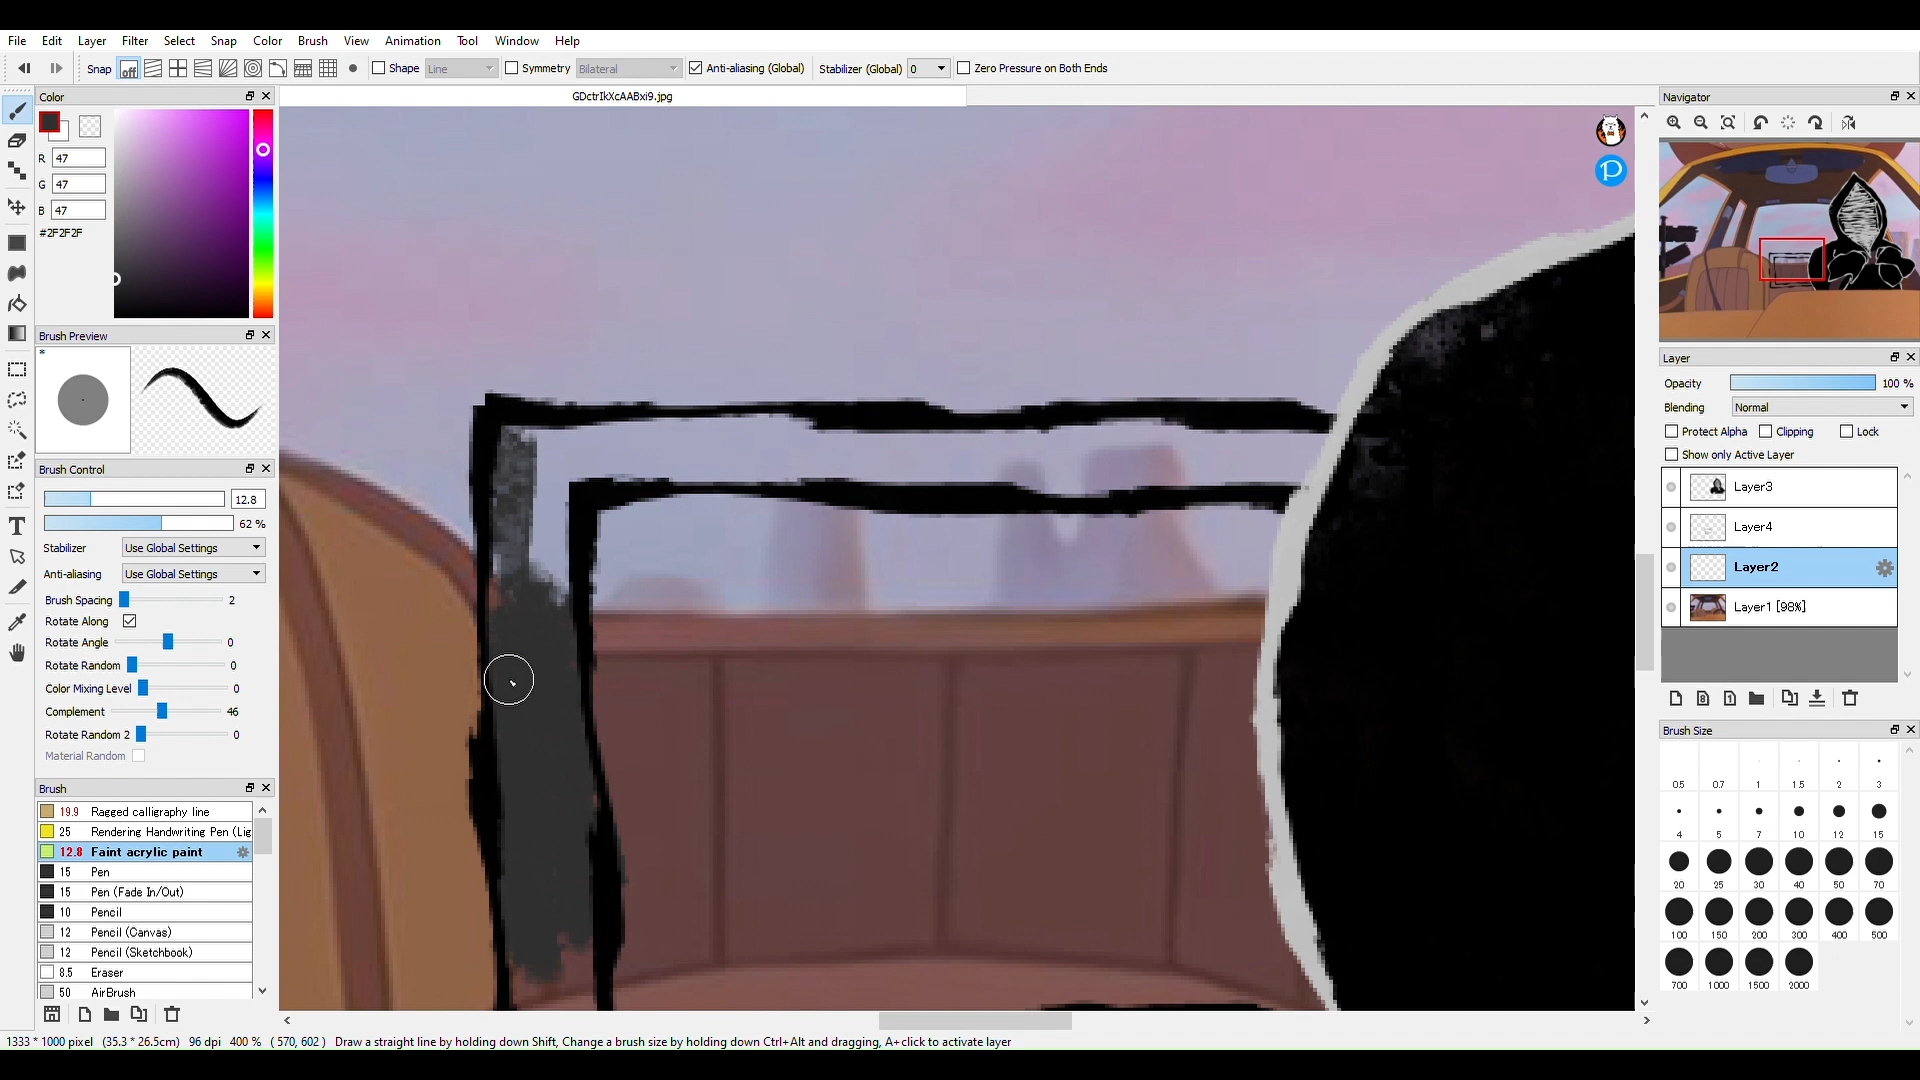 File Edit Layer Filter Select Snap Color Brush View Animation Tool Window Help
Snap off Shape Line Symmetry Bilateral Anti-aliasing (Global) Stabilizer (Global) 0 Zero Pressure on Both Ends
Color
GDctrIkXcAABxi9.jpg
Navigator
R 47
G 47
B 47
#2F2F2F
P
Brush Preview
*
Layer
Opacity 100 %
Blending Normal
Protect Alpha Clipping Lock
Show only Active Layer
Layer3
Layer4
Layer2
Layer1 [98%]
Brush Control
12.8
62 %
Stabilizer Use Global Settings
Anti-aliasing Use Global Settings
Brush Spacing 2
Rotate Along
Rotate Angle 0
Rotate Random 0
Color Mixing Level 0
Complement 46
Rotate Random 2 0
Material Random
8 1
Brush Size
0.5 0.7 1 1.5 2 3
4 5 7 10 12 15
20 25 30 40 50 70
100 150 200 300 400 500
700 1000 1500 2000
Brush
19.9 Ragged calligraphy line
25 Rendering Handwriting Pen (Lig
12.8 Faint acrylic paint
15 Pen
15 Pen (Fade In/Out)
10 Pencil
12 Pencil (Canvas)
12 Pencil (Sketchbook)
8.5 Eraser
50 AirBrush
1333 * 1000 pixel (35.3 * 26.5cm) 96 dpi 400 % ( 570, 602 ) Draw a straight line by holding down Shift, Change a brush size by holding down Ctrl+Alt and dragging, A+click to activate layer